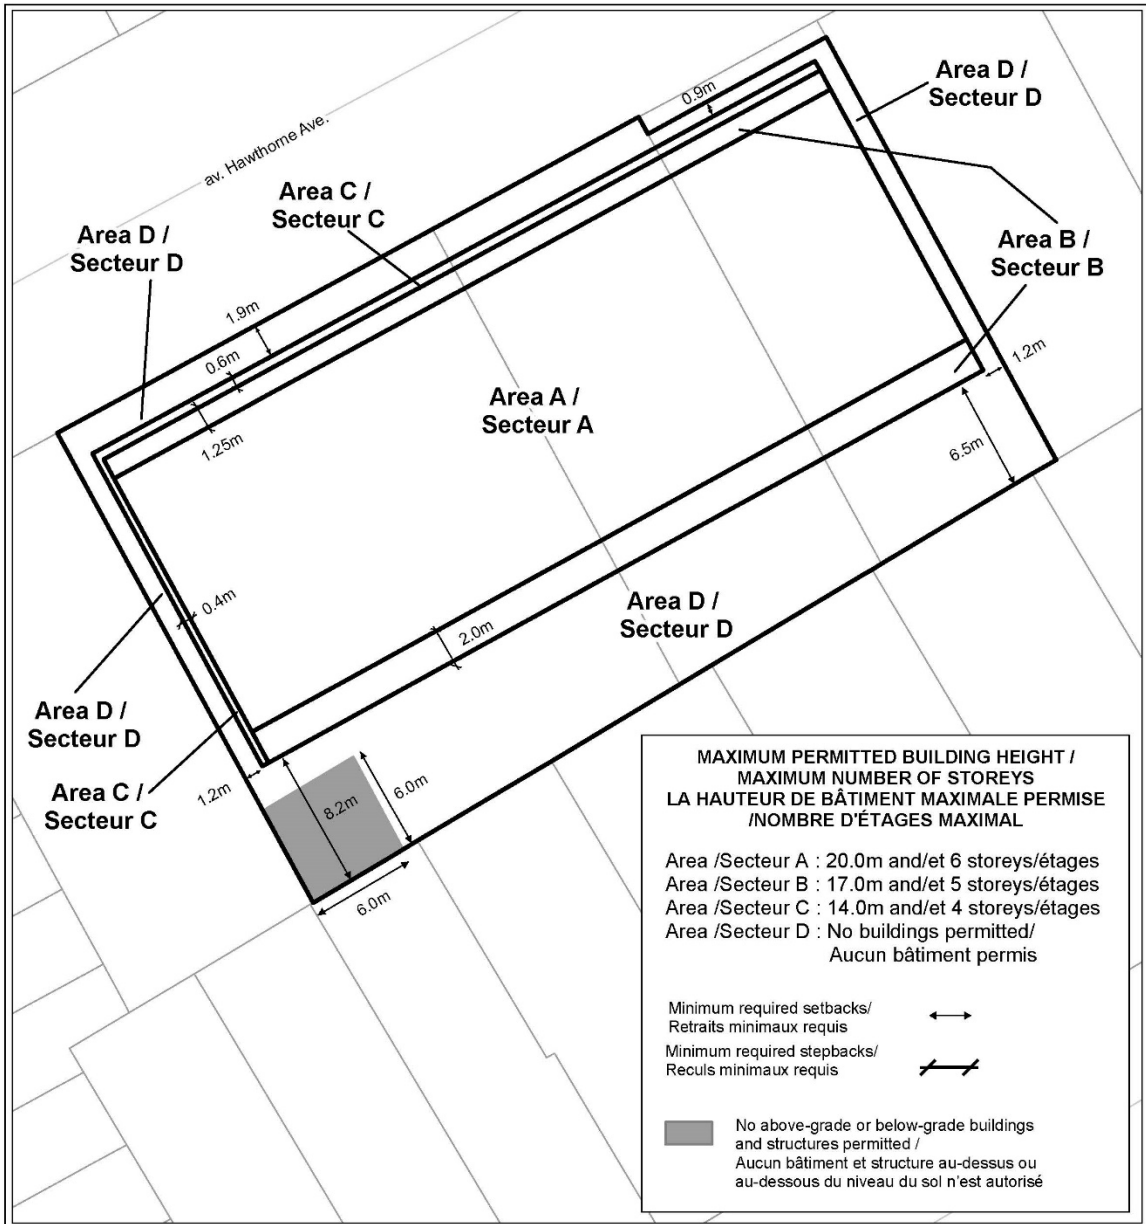 av. Hawthorne Ave.
0.9m
Area D /
Secteur D
Area C /
Secteur C
Area D /
Secteur D
Area B /
Secteur B
1.9m
0.6m
1.25m
Area A /
Secteur A
1.2m
6.5m
0.4m
2.0m
Area D /
Secteur D
Area D /
Secteur D
Area C /
Secteur C
1.2m
8.2m
6.0m
6.0m
MAXIMUM PERMITTED BUILDING HEIGHT /
MAXIMUM NUMBER OF STOREYS
LA HAUTEUR DE BÂTIMENT MAXIMALE PERMISE
/NOMBRE D'ÉTAGES MAXIMAL
Area /Secteur A : 20.0m and/et 6 storeys/étages
Area /Secteur B : 17.0m and/et 5 storeys/étages
Area /Secteur C : 14.0m and/et 4 storeys/étages
Area /Secteur D : No buildings permitted/
Aucun bâtiment permis
Minimum required setbacks/
Retraits minimaux requis
Minimum required stepbacks/
Reculs minimaux requis
No above-grade or below-grade buildings
and structures permitted /
Aucun bâtiment et structure au-dessus ou
au-dessous du niveau du sol n'est autorisé